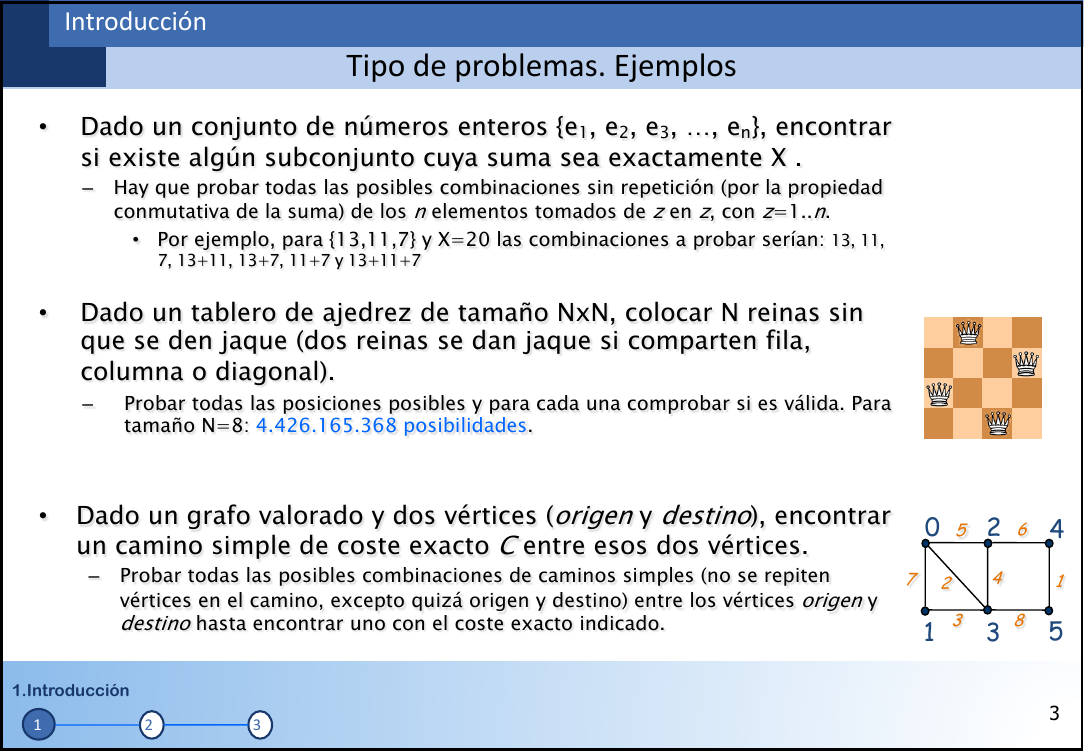 Introducción
Tipo de problemas. Ejemplos
• Dado un conjunto de números enteros {e₁, e₂, e₃, …, eₙ}, encontrar
si existe algún subconjunto cuya suma sea exactamente X .
– Hay que probar todas las posibles combinaciones sin repetición (por la propiedad
conmutativa de la suma) de los n elementos tomados de z en z, con z=1..n.
• Por ejemplo, para {13,11,7} y X=20 las combinaciones a probar serían: 13, 11,
7, 13+11, 13+7, 11+7 y 13+11+7
• Dado un tablero de ajedrez de tamaño NxN, colocar N reinas sin
que se den jaque (dos reinas se dan jaque si comparten fila,
columna o diagonal).
– Probar todas las posiciones posibles y para cada una comprobar si es válida. Para
tamaño N=8: 4.426.165.368 posibilidades.
• Dado un grafo valorado y dos vértices (origen y destino), encontrar
un camino simple de coste exacto C entre esos dos vértices.
– Probar todas las posibles combinaciones de caminos simples (no se repiten
vértices en el camino, excepto quizá origen y destino) entre los vértices origen y
destino hasta encontrar uno con el coste exacto indicado.
0 5 2 6 4
7 2 4 1
3 8
1 3 5
1.Introducción
1 2 3
3